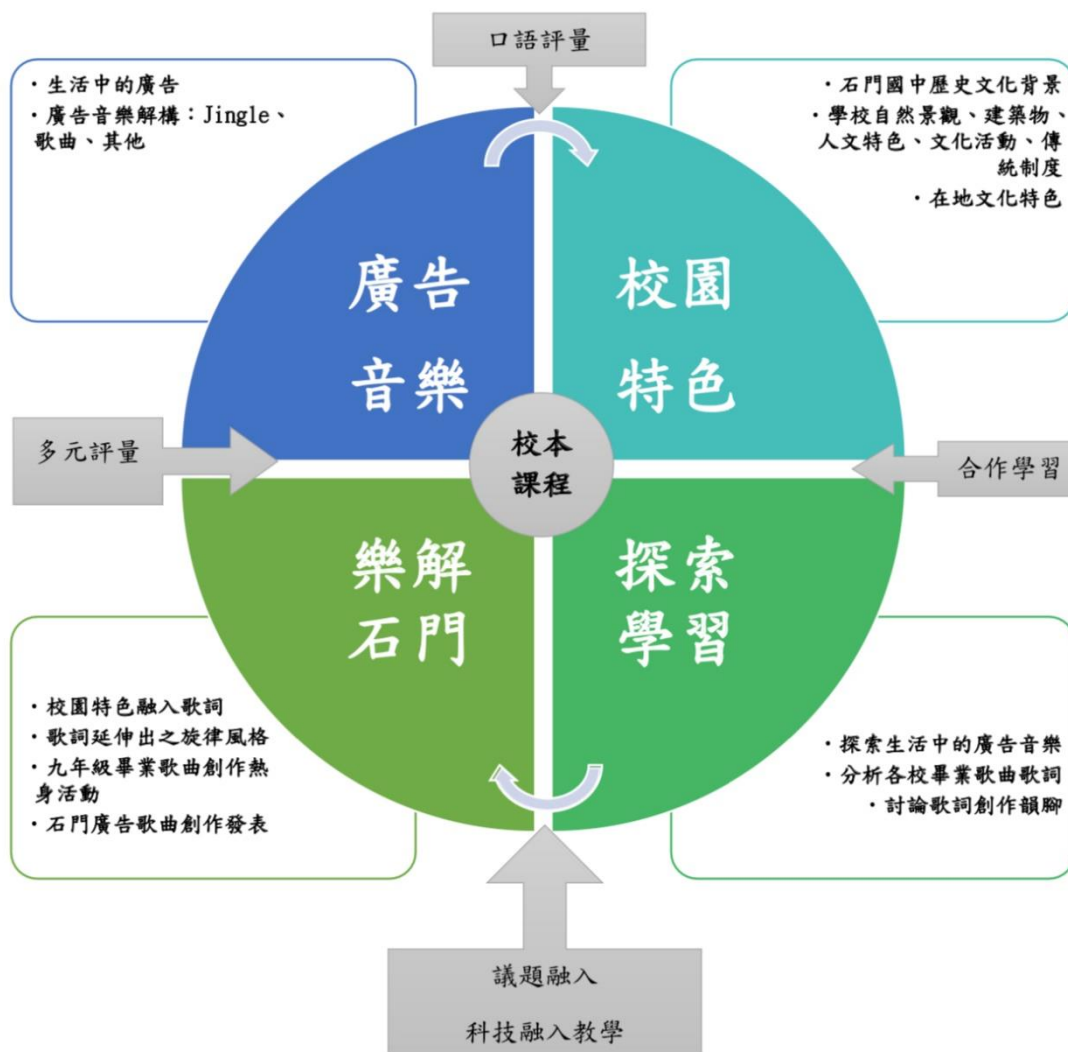 口語評量
・生活中的廣告
・廣告音樂解構：Jingle、
歌曲、其他
・石門國中歷史文化背景
・學校自然景觀、建築物、
人文特色、文化活動、傳
統制度
・在地文化特色
廣告
音樂
校園
特色
多元評量
校本
課程
合作學習
樂解
石門
探索
學習
・校園特色融入歌詞
・歌詞延伸出之旋律風格
・九年級畢業歌曲創作熱
身活動
・石門廣告歌曲創作發表
・探索生活中的廣告音樂
・分析各校畢業歌曲歌詞
・討論歌詞創作韻腳
議題融入
科技融入教學